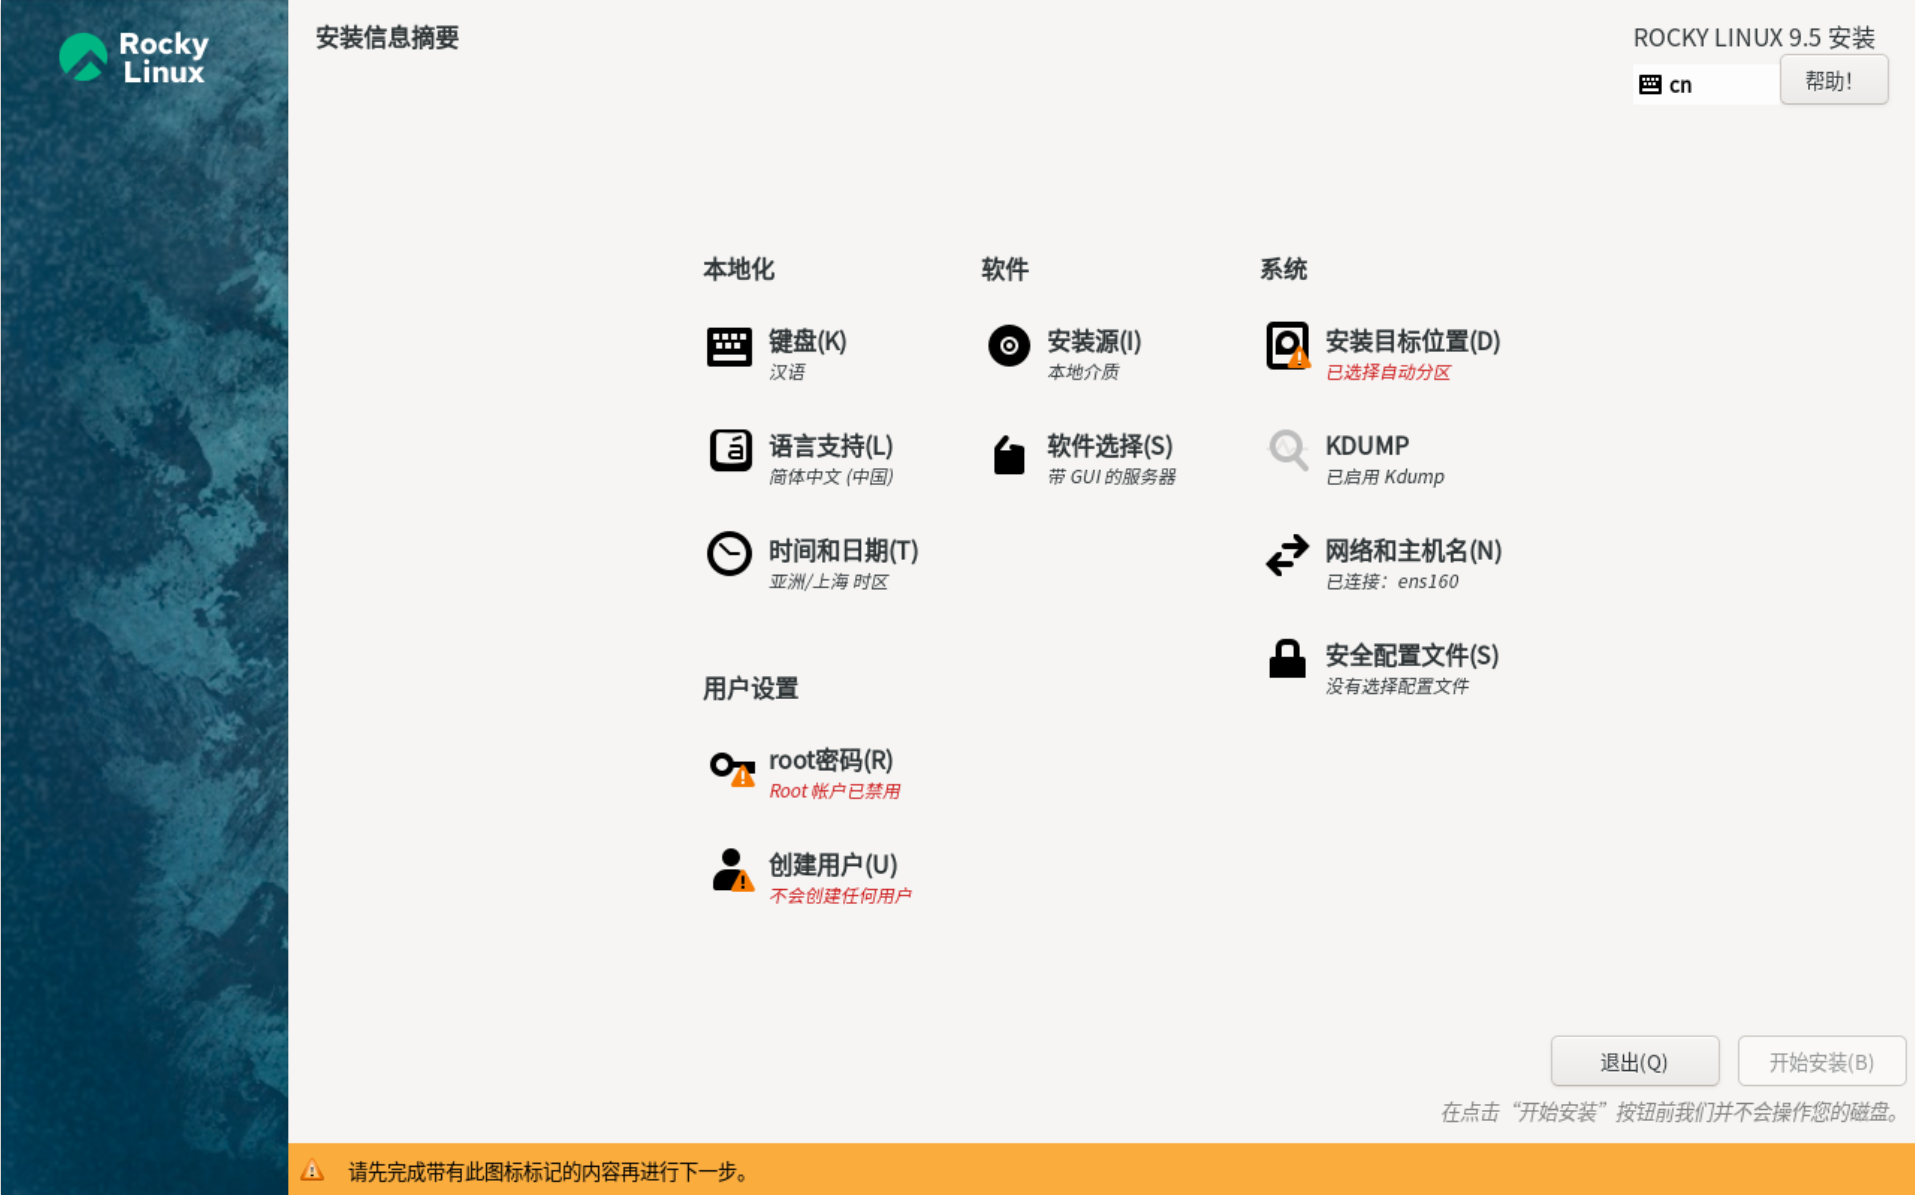 Rocky
Linux
安装信息摘要
ROCKY LINUX 9.5 安装
cn
帮助！
本地化
键盘(K)
汉语
语言支持(L)
简体中文 (中国)
时间和日期(T)
亚洲/上海 时区
软件
安装源(I)
本地介质
软件选择(S)
带 GUI 的服务器
系统
安装目标位置(D)
已选择自动分区
KDUMP
已启用 Kdump
网络和主机名(N)
已连接：ens160
安全配置文件(S)
没有选择配置文件
用户设置
root密码(R)
Root 帐户已禁用
创建用户(U)
不会创建任何用户
退出(Q)
开始安装(B)
在点击“开始安装”按钮前我们并不会操作您的磁盘。
请先完成带有此图标标记的内容再进行下一步。